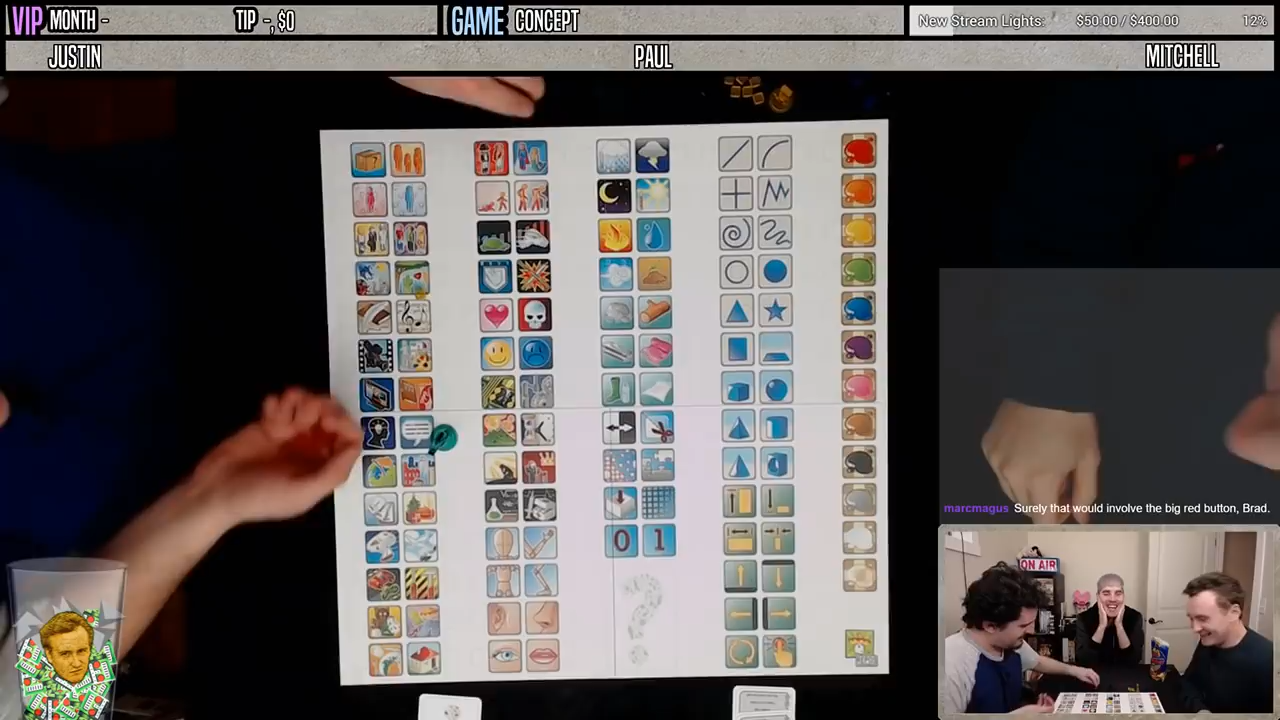 VIP MONTH - TIP -, $0 GAME CONCEPT New Stream Lights: $50.00 / $400.00 12%
JUSTIN PAUL MITCHELL
0 1
?
marcmagus Surely that would involve the big red button, Brad.
ON AIR